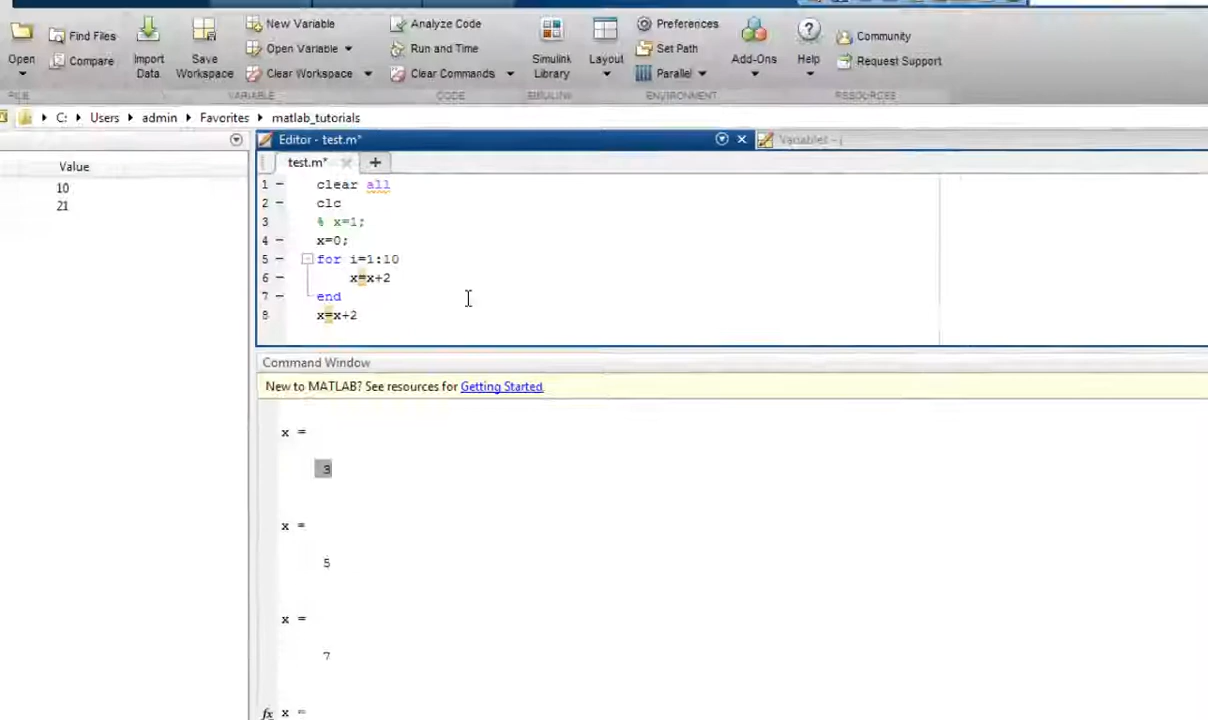 New Variable
Analyze Code
Preferences
Community
Find Files
Open Variable
Run and Time
Set Path
Request Support
Open
Compare
Import Data
Save Workspace
Clear Workspace
Clear Commands
Simulink Library
Layout
Parallel
Add-Ons
Help
FILE
VARIABLE
CODE
SIMULINK
ENVIRONMENT
RESOURCES
C: Users admin Favorites matlab_tutorials
Editor - test.m*
Variables - i
test.m*
Value
10
21
1 clear all
2 clc
3 % x=1;
4 x=0;
5 for i=1:10
6 x=x+2
7 end
8 x=x+2
Command Window
New to MATLAB? See resources for Getting Started.
x =
3
x =
5
x =
7
fx x =